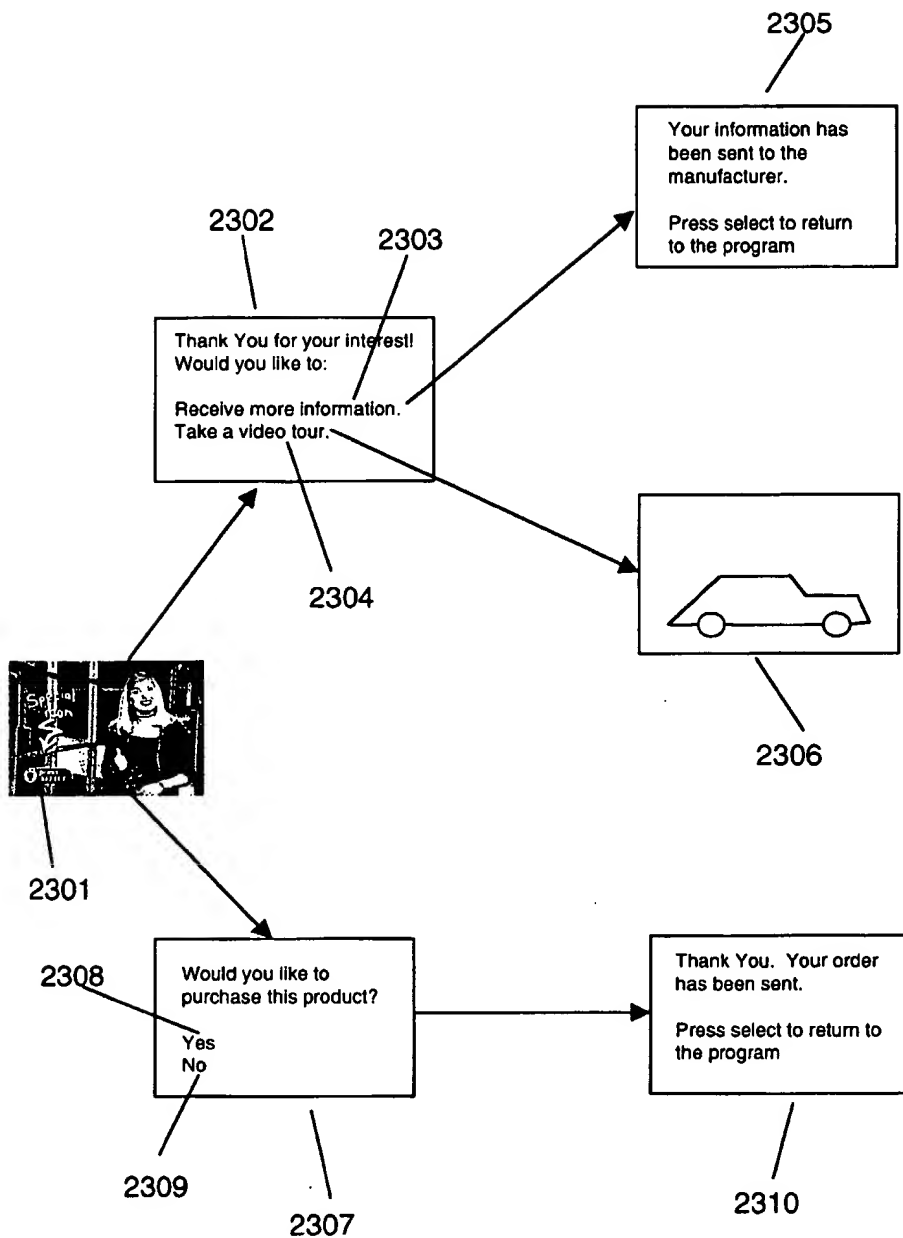 2305
Your information has
been sent to the
manufacturer.
Press select to return
to the program
2302
2303
Thank You for your interest!
Would you like to:
Receive more information.
Take a video tour.
2304
2306
Special
2301
2308
Would you like to
purchase this product?
Yes
No
2309
2307
Thank You. Your order
has been sent.
Press select to return to
the program
2310